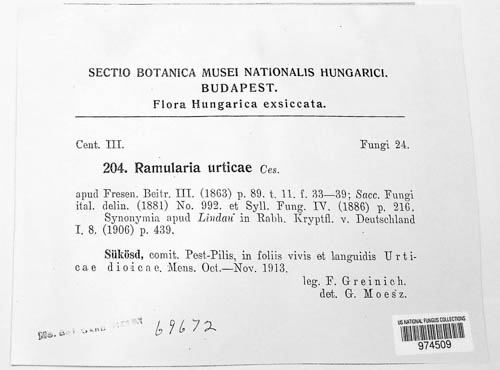 SECTIO BOTANICA MUSEI NATIONALIS HUNGARICI.
BUDAPEST.
Flora Hungarica exsiccata.
Cent. III. Fungi 24.
204. Ramularia urticae Ces.
apud Fresen. Beitr. III. (1863) p. 89. t. 11. f. 33—39; Sacc. Fungi
ital. delin. (1881) No. 992. et Syll. Fung. IV. (1886) p. 216.
Synonymia apud Lindau in Rabh. Kryptfl. v. Deutschland
I. 8. (1906) p. 439.
Sükösd, comit. Pest-Pilis, in foliis vivis et languidis Urti-
cae dioicae. Mens. Oct.—Nov. 1913.
leg. F. Greinich.
det. G. Moesz.
69672
US NATIONAL FUNGUS COLLECTIONS
974509